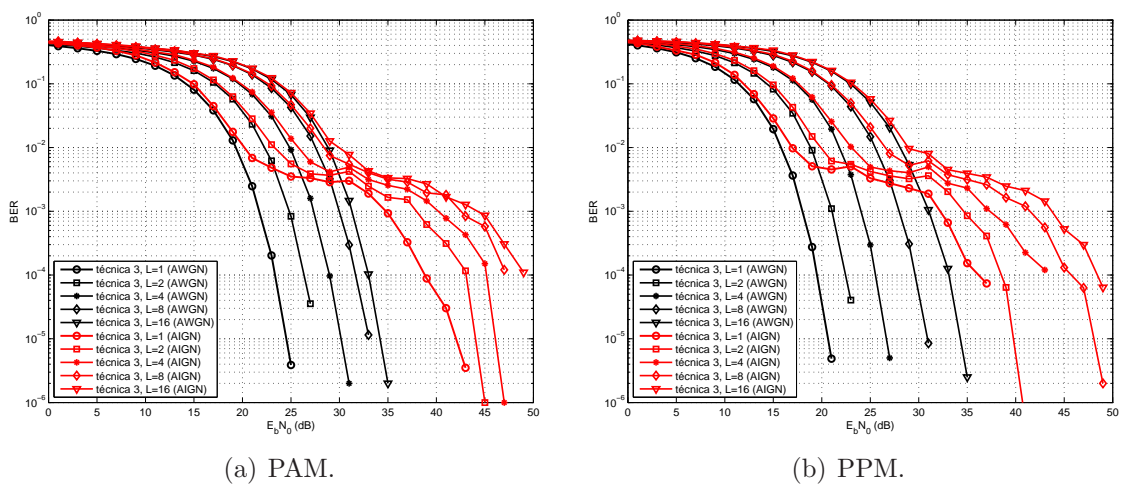 10^0
10^-1
10^-2
10^-3
10^-4
10^-5
10^-6
BER
técnica 3, L=1 (AWGN)
técnica 3, L=2 (AWGN)
técnica 3, L=4 (AWGN)
técnica 3, L=8 (AWGN)
técnica 3, L=16 (AWGN)
técnica 3, L=1 (AIGN)
técnica 3, L=2 (AIGN)
técnica 3, L=4 (AIGN)
técnica 3, L=8 (AIGN)
técnica 3, L=16 (AIGN)
0 5 10 15 20 25 30 35 40 45 50
E_bN_0 (dB)
(a) PAM.
10^0
10^-1
10^-2
10^-3
10^-4
10^-5
10^-6
BER
técnica 3, L=1 (AWGN)
técnica 3, L=2 (AWGN)
técnica 3, L=4 (AWGN)
técnica 3, L=8 (AWGN)
técnica 3, L=16 (AWGN)
técnica 3, L=1 (AIGN)
técnica 3, L=2 (AIGN)
técnica 3, L=4 (AIGN)
técnica 3, L=8 (AIGN)
técnica 3, L=16 (AIGN)
0 5 10 15 20 25 30 35 40 45 50
E_bN_0 (dB)
(b) PPM.